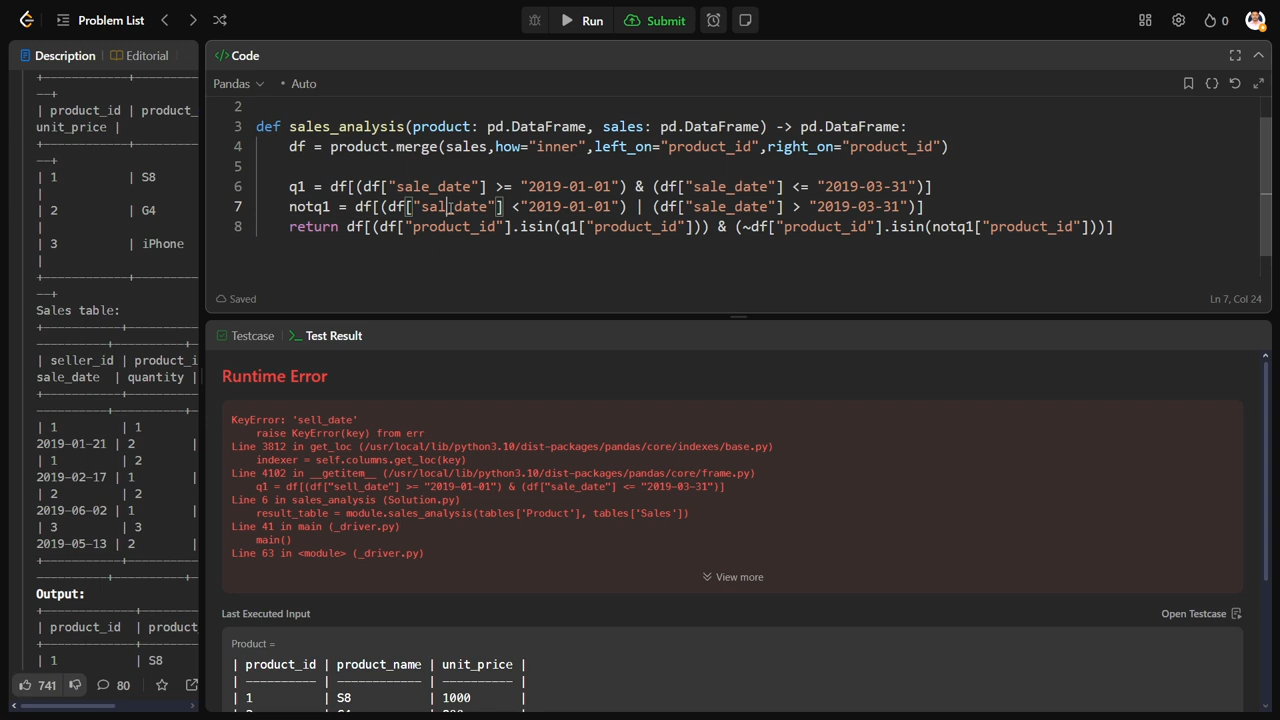 Problem List
Run
Submit
0
Description
Editorial
</> Code
Pandas
Auto
+
—+
| product_id | product_
unit_price |
—+
| 1 | S8
|
| 2 | G4
|
| 3 | iPhone
|
—+
Sales table:
| seller_id | product_i
sale_date | quantity |
| 1 | 1
2019-01-21 | 2
| 1 | 2
2019-02-17 | 1
| 2 | 2
2019-06-02 | 1
| 3 | 3
2019-05-13 | 2
Output:
| product_id | product_
| 1 | S8
741
80
2
3 def sales_analysis(product: pd.DataFrame, sales: pd.DataFrame) -> pd.DataFrame:
4 df = product.merge(sales,how="inner",left_on="product_id",right_on="product_id")
5
6 q1 = df[(df["sale_date"] >= "2019-01-01") & (df["sale_date"] <= "2019-03-31")]
7 notq1 = df[(df["sal_date"] <"2019-01-01") | (df["sale_date"] > "2019-03-31")]
8 return df[(df["product_id"].isin(q1["product_id"])) & (~df["product_id"].isin(notq1["product_id"]))]
Saved
Ln 7, Col 24
Testcase
Test Result
Runtime Error
KeyError: 'sell_date'
raise KeyError(key) from err
Line 3812 in get_loc (/usr/local/lib/python3.10/dist-packages/pandas/core/indexes/base.py)
indexer = self.columns.get_loc(key)
Line 4102 in __getitem__ (/usr/local/lib/python3.10/dist-packages/pandas/core/frame.py)
q1 = df[(df["sell_date"] >= "2019-01-01") & (df["sale_date"] <= "2019-03-31")]
Line 6 in sales_analysis (Solution.py)
result_table = module.sales_analysis(tables['Product'], tables['Sales'])
Line 41 in main (_driver.py)
main()
Line 63 in <module> (_driver.py)
View more
Last Executed Input
Open Testcase
Product =
| product_id | product_name | unit_price |
| ---------- | ------------ | ---------- |
| 1 | S8 | 1000 |